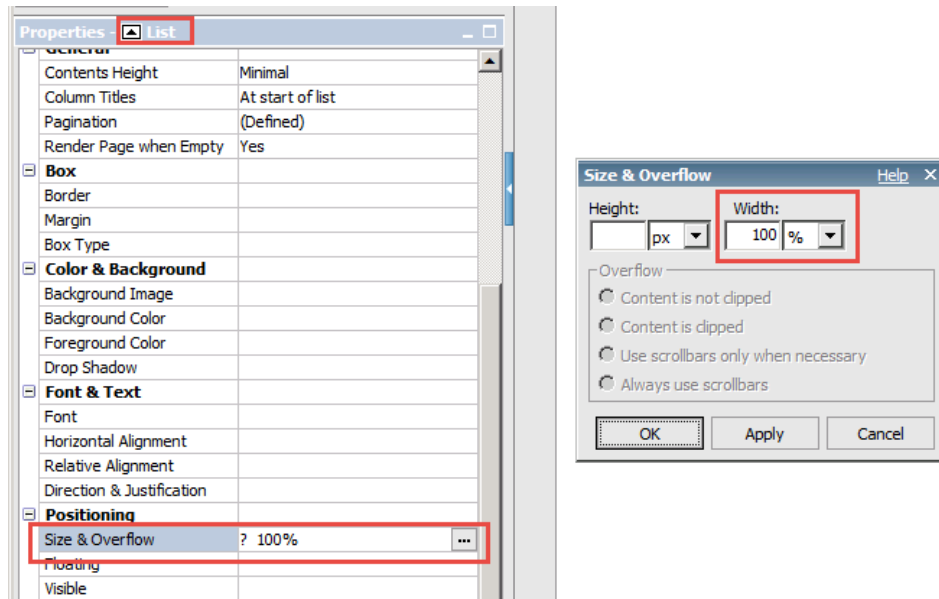 Properties - List
General
Contents Height Minimal
Column Titles At start of list
Pagination (Defined)
Render Page when Empty Yes
Box
Border
Margin
Box Type
Color & Background
Background Image
Background Color
Foreground Color
Drop Shadow
Font & Text
Font
Horizontal Alignment
Relative Alignment
Direction & Justification
Positioning
Size & Overflow ? 100% ...
Floating
Visible
Size & Overflow Help X
Height: Width:
px 100 %
Overflow
Content is not clipped
Content is clipped
Use scrollbars only when necessary
Always use scrollbars
OK Apply Cancel